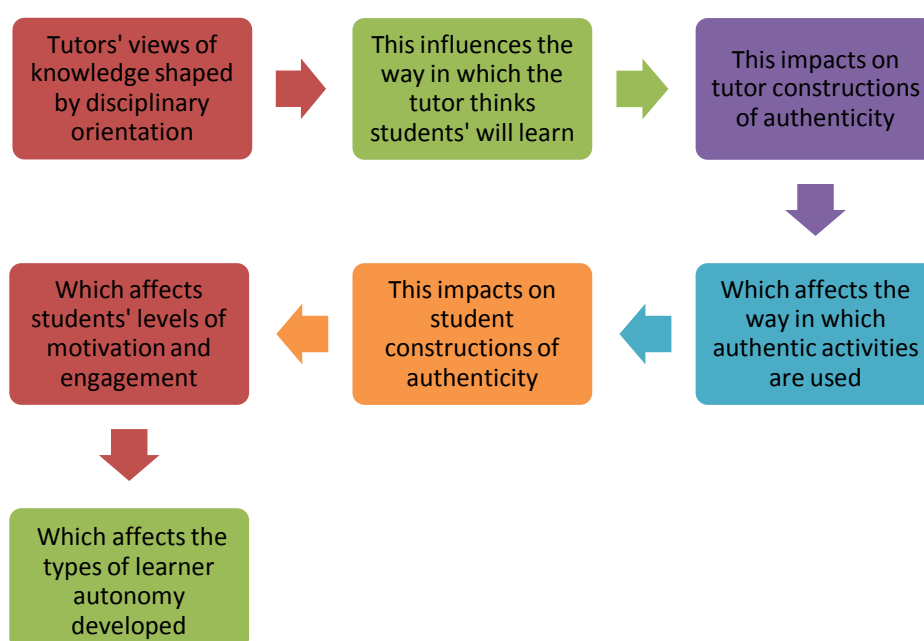 Tutors' views of
knowledge shaped
by disciplinary
orientation
This influences the
way in which the
tutor thinks
students' will learn
This impacts on
tutor constructions
of authenticity
Which affects the
way in which
authentic activities
are used
This impacts on
student
constructions of
authenticity
Which affects
students' levels of
motivation and
engagement
Which affects the
types of learner
autonomy
developed